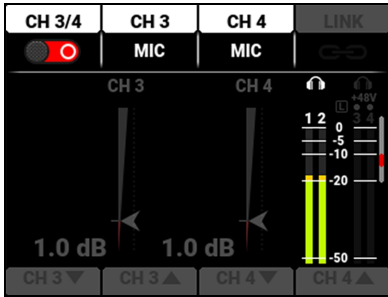 CH 3/4 CH 3 CH 4 LINK
MIC MIC
CH 3 CH 4
+48V
L
1 2 3 4
0
-5
-10
-20
-50
1.0 dB 1.0 dB
CH 3▼ CH 3▲ CH 4▼ CH 4▲